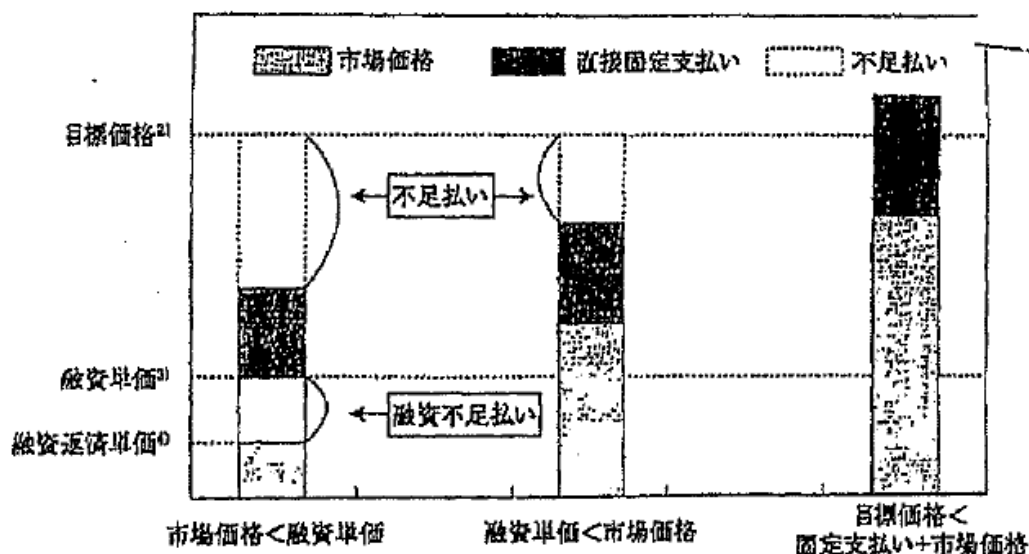 市場価格 直接固定支払い 不足払い
目標価格2)
不足払い
融資単価3)
融資不足払い
融資返済単価4)
市場価格<融資単価
融資単価<市場価格
目標価格<
固定支払い+市場価格